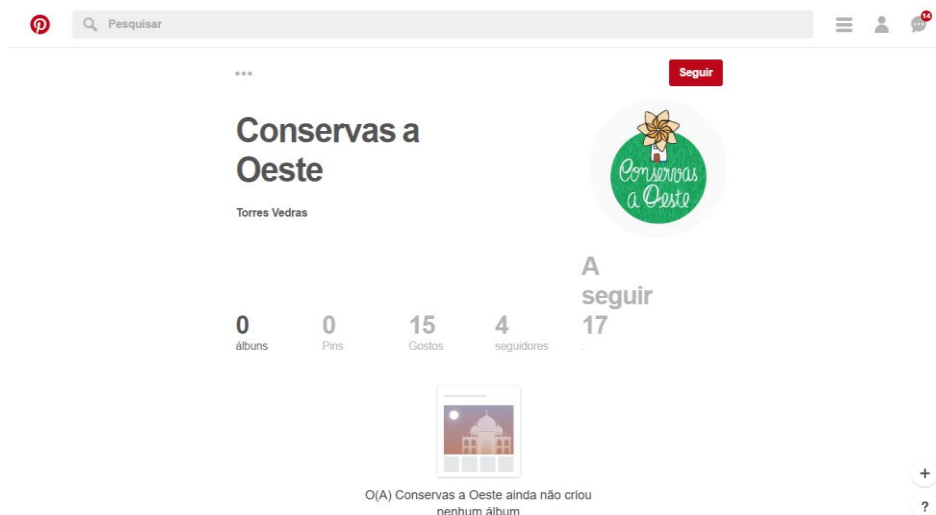 Pesquisar
14
Seguir
Conservas a
Oeste
Torres Vedras
Conservas
a Oeste
A
seguir
0 0 15 4 17
álbuns Pins Gostos seguidores .
O(A) Conservas a Oeste ainda não criou
nenhum álbum
+
?